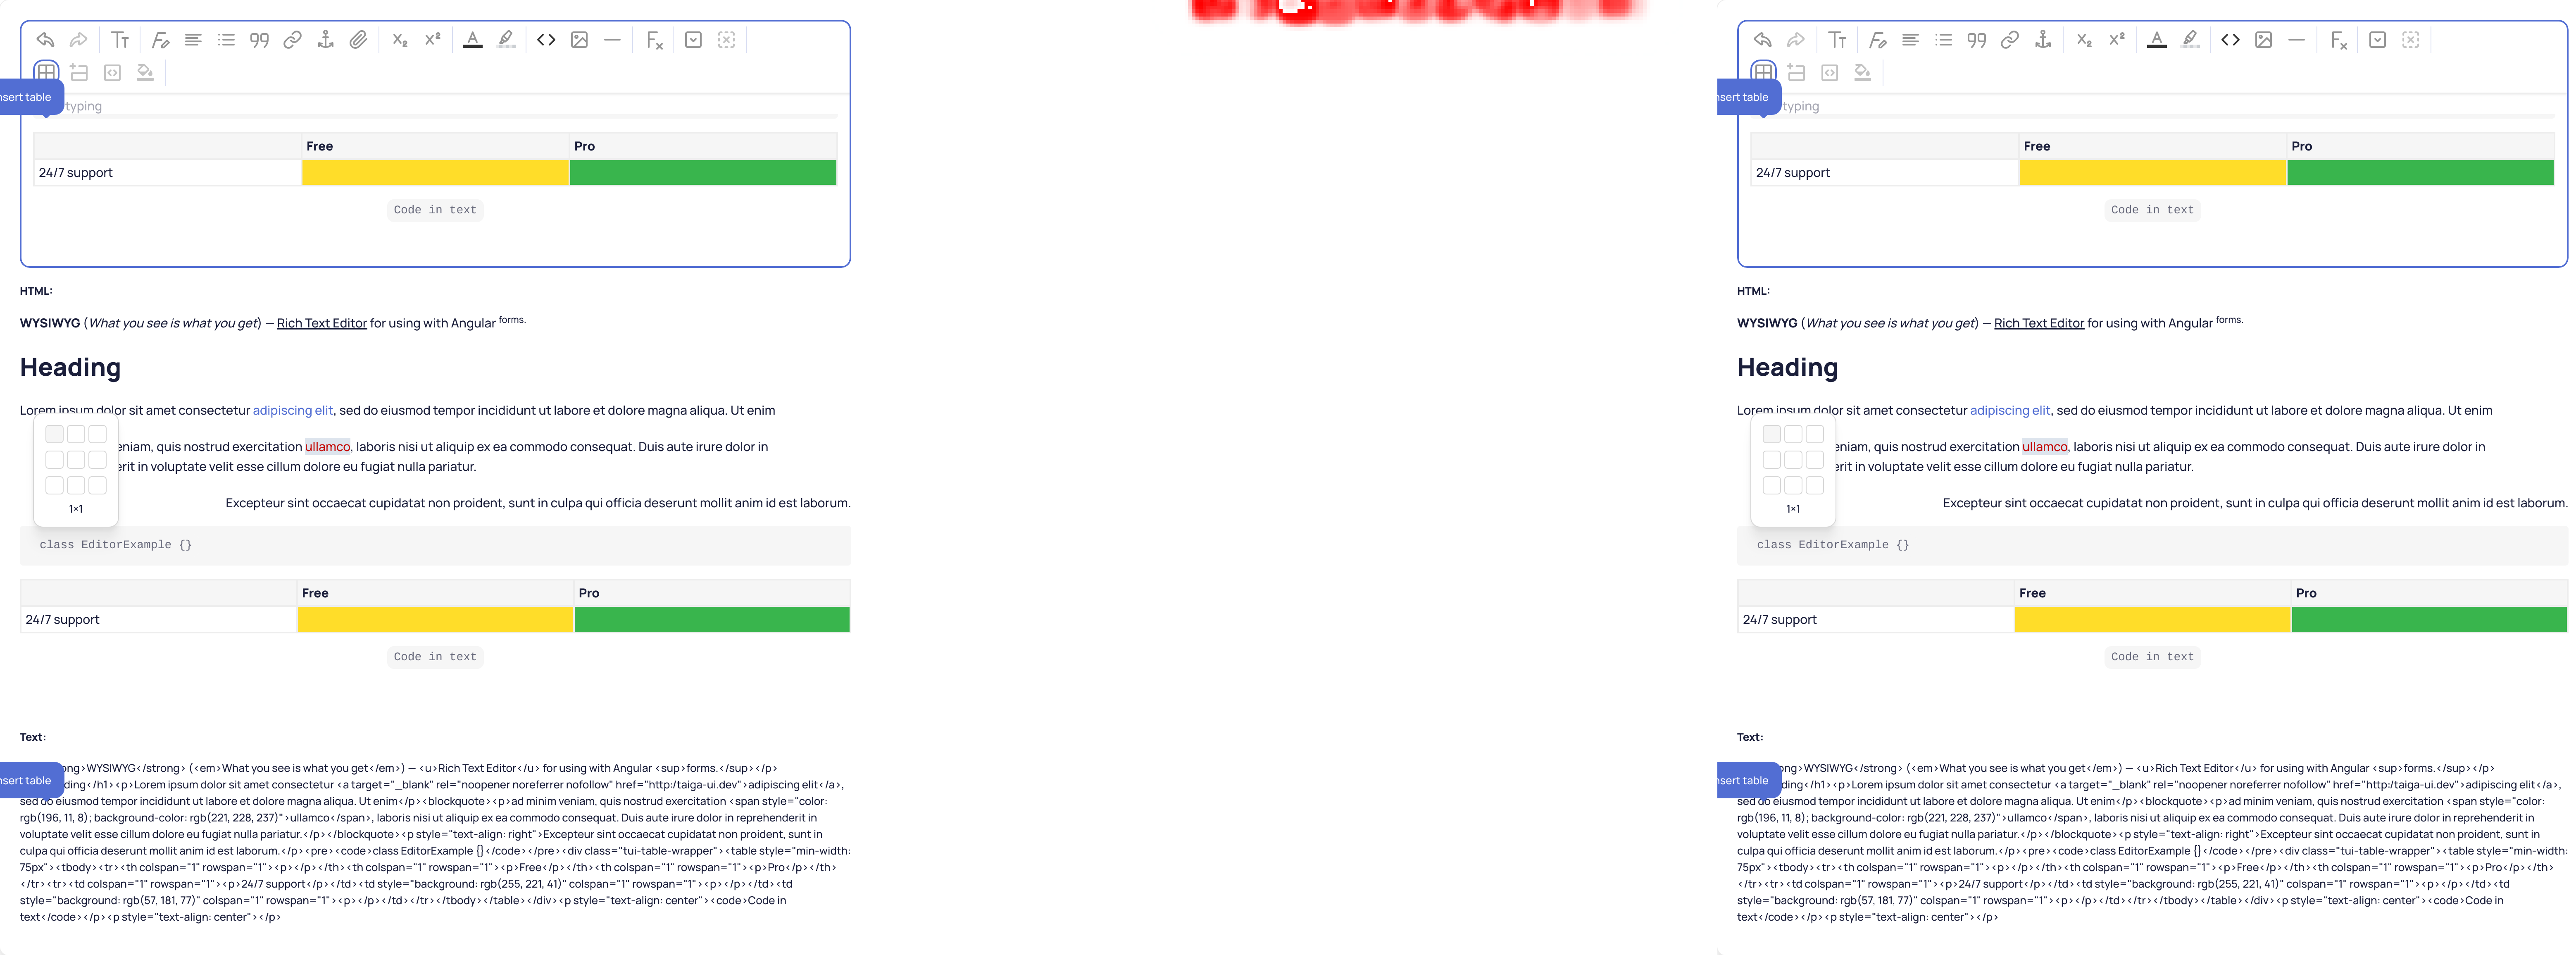 nsert table
typing
Free Pro
24/7 support
Code in text
HTML:
WYSIWYG (What you see is what you get) — Rich Text Editor for using with Angular forms.
Heading
Lorem ipsum dolor sit amet consectetur adipiscing elit, sed do eiusmod tempor incididunt ut labore et dolore magna aliqua. Ut enim
eniam, quis nostrud exercitation ullamco, laboris nisi ut aliquip ex ea commodo consequat. Duis aute irure dolor in
erit in voluptate velit esse cillum dolore eu fugiat nulla pariatur.
1×1
Excepteur sint occaecat cupidatat non proident, sunt in culpa qui officia deserunt mollit anim id est laborum.
class EditorExample {}
Free Pro
24/7 support
Code in text
Text:
nsert table
ong>WYSIWYG</strong> (<em>What you see is what you get</em>) — <u>Rich Text Editor</u> for using with Angular <sup>forms.</sup></p>
ding</h1><p>Lorem ipsum dolor sit amet consectetur <a target="_blank" rel="noopener noreferrer nofollow" href="http:/taiga-ui.dev">adipiscing elit</a>,
sed do eiusmod tempor incididunt ut labore et dolore magna aliqua. Ut enim</p><blockquote><p>ad minim veniam, quis nostrud exercitation <span style="color:
rgb(196, 11, 8); background-color: rgb(221, 228, 237)">ullamco</span>, laboris nisi ut aliquip ex ea commodo consequat. Duis aute irure dolor in reprehenderit in
voluptate velit esse cillum dolore eu fugiat nulla pariatur.</p></blockquote><p style="text-align: right">Excepteur sint occaecat cupidatat non proident, sunt in
culpa qui officia deserunt mollit anim id est laborum.</p><pre><code>class EditorExample {}</code></pre><div class="tui-table-wrapper"><table style="min-width:
75px"><tbody><tr><th colspan="1" rowspan="1"><p></p></th><th colspan="1" rowspan="1"><p>Free</p></th><th colspan="1" rowspan="1"><p>Pro</p></th>
</tr><tr><td colspan="1" rowspan="1"><p>24/7 support</p></td><td style="background: rgb(255, 221, 41)" colspan="1" rowspan="1"><p></p></td><td
style="background: rgb(57, 181, 77)" colspan="1" rowspan="1"><p></p></td></tr></tbody></table></div><p style="text-align: center"><code>Code in
text</code></p><p style="text-align: center"></p>
nsert table
typing
Free Pro
24/7 support
Code in text
HTML:
WYSIWYG (What you see is what you get) — Rich Text Editor for using with Angular forms.
Heading
Lorem ipsum dolor sit amet consectetur adipiscing elit, sed do eiusmod tempor incididunt ut labore et dolore magna aliqua. Ut enim
eniam, quis nostrud exercitation ullamco, laboris nisi ut aliquip ex ea commodo consequat. Duis aute irure dolor in
erit in voluptate velit esse cillum dolore eu fugiat nulla pariatur.
1×1
Excepteur sint occaecat cupidatat non proident, sunt in culpa qui officia deserunt mollit anim id est laborum.
class EditorExample {}
Free Pro
24/7 support
Code in text
Text:
nsert table
ong>WYSIWYG</strong> (<em>What you see is what you get</em>) — <u>Rich Text Editor</u> for using with Angular <sup>forms.</sup></p>
ding</h1><p>Lorem ipsum dolor sit amet consectetur <a target="_blank" rel="noopener noreferrer nofollow" href="http:/taiga-ui.dev">adipiscing elit</a>,
sed do eiusmod tempor incididunt ut labore et dolore magna aliqua. Ut enim</p><blockquote><p>ad minim veniam, quis nostrud exercitation <span style="color:
rgb(196, 11, 8); background-color: rgb(221, 228, 237)">ullamco</span>, laboris nisi ut aliquip ex ea commodo consequat. Duis aute irure dolor in reprehenderit in
voluptate velit esse cillum dolore eu fugiat nulla pariatur.</p></blockquote><p style="text-align: right">Excepteur sint occaecat cupidatat non proident, sunt in
culpa qui officia deserunt mollit anim id est laborum.</p><pre><code>class EditorExample {}</code></pre><div class="tui-table-wrapper"><table style="min-width:
75px"><tbody><tr><th colspan="1" rowspan="1"><p></p></th><th colspan="1" rowspan="1"><p>Free</p></th><th colspan="1" rowspan="1"><p>Pro</p></th>
</tr><tr><td colspan="1" rowspan="1"><p>24/7 support</p></td><td style="background: rgb(255, 221, 41)" colspan="1" rowspan="1"><p></p></td><td
style="background: rgb(57, 181, 77)" colspan="1" rowspan="1"><p></p></td></tr></tbody></table></div><p style="text-align: center"><code>Code in
text</code></p><p style="text-align: center"></p>